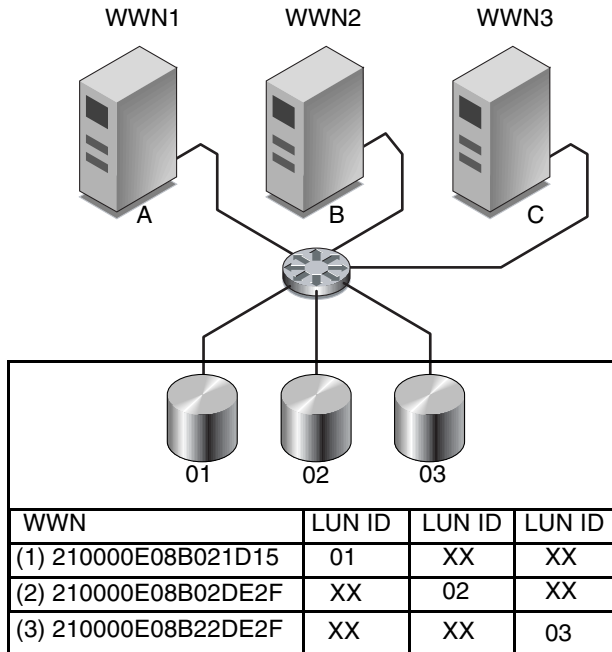 WWN1 WWN2 WWN3
A B C
01 02 03
WWN LUN ID LUN ID LUN ID
(1) 210000E08B021D15 01 XX XX
(2) 210000E08B02DE2F XX 02 XX
(3) 210000E08B22DE2F XX XX 03